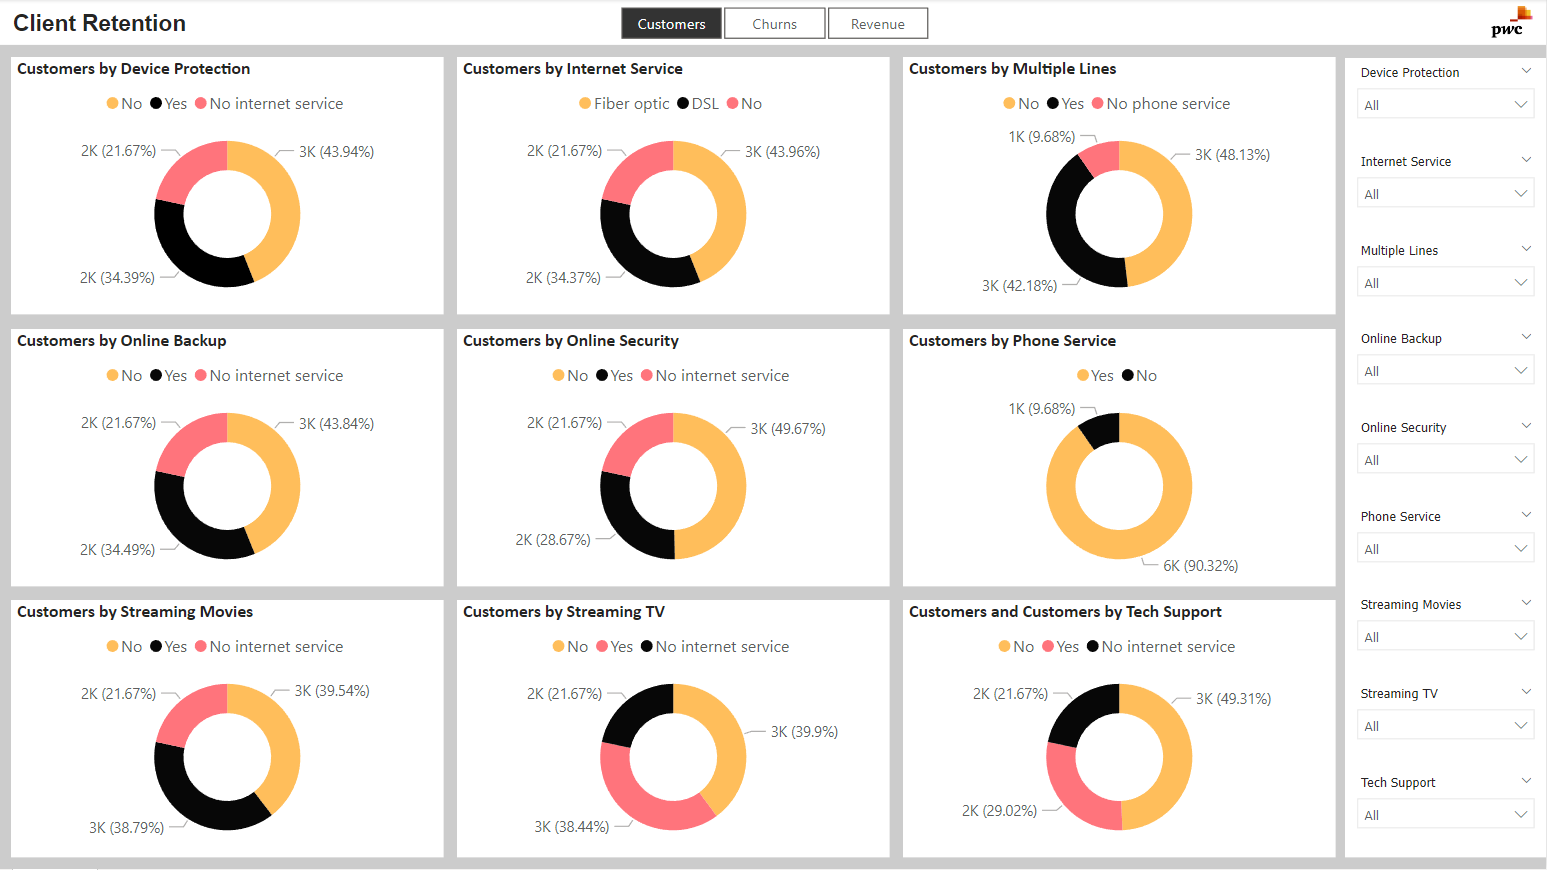 Client Retention
Customers
Churns
Revenue
pwc
Customers by Device Protection
No Yes No internet service
2K (21.67%)
3K (43.94%)
2K (34.39%)
Customers by Internet Service
Fiber optic DSL No
2K (21.67%)
3K (43.96%)
2K (34.37%)
Customers by Multiple Lines
No Yes No phone service
1K (9.68%)
3K (48.13%)
3K (42.18%)
Customers by Online Backup
No Yes No internet service
2K (21.67%)
3K (43.84%)
2K (34.49%)
Customers by Online Security
No Yes No internet service
2K (21.67%)
3K (49.67%)
2K (28.67%)
Customers by Phone Service
Yes No
1K (9.68%)
6K (90.32%)
Customers by Streaming Movies
No Yes No internet service
2K (21.67%)
3K (39.54%)
3K (38.79%)
Customers by Streaming TV
No Yes No internet service
2K (21.67%)
3K (39.9%)
3K (38.44%)
Customers and Customers by Tech Support
No Yes No internet service
2K (21.67%)
3K (49.31%)
2K (29.02%)
Device Protection
All
Internet Service
All
Multiple Lines
All
Online Backup
All
Online Security
All
Phone Service
All
Streaming Movies
All
Streaming TV
All
Tech Support
All